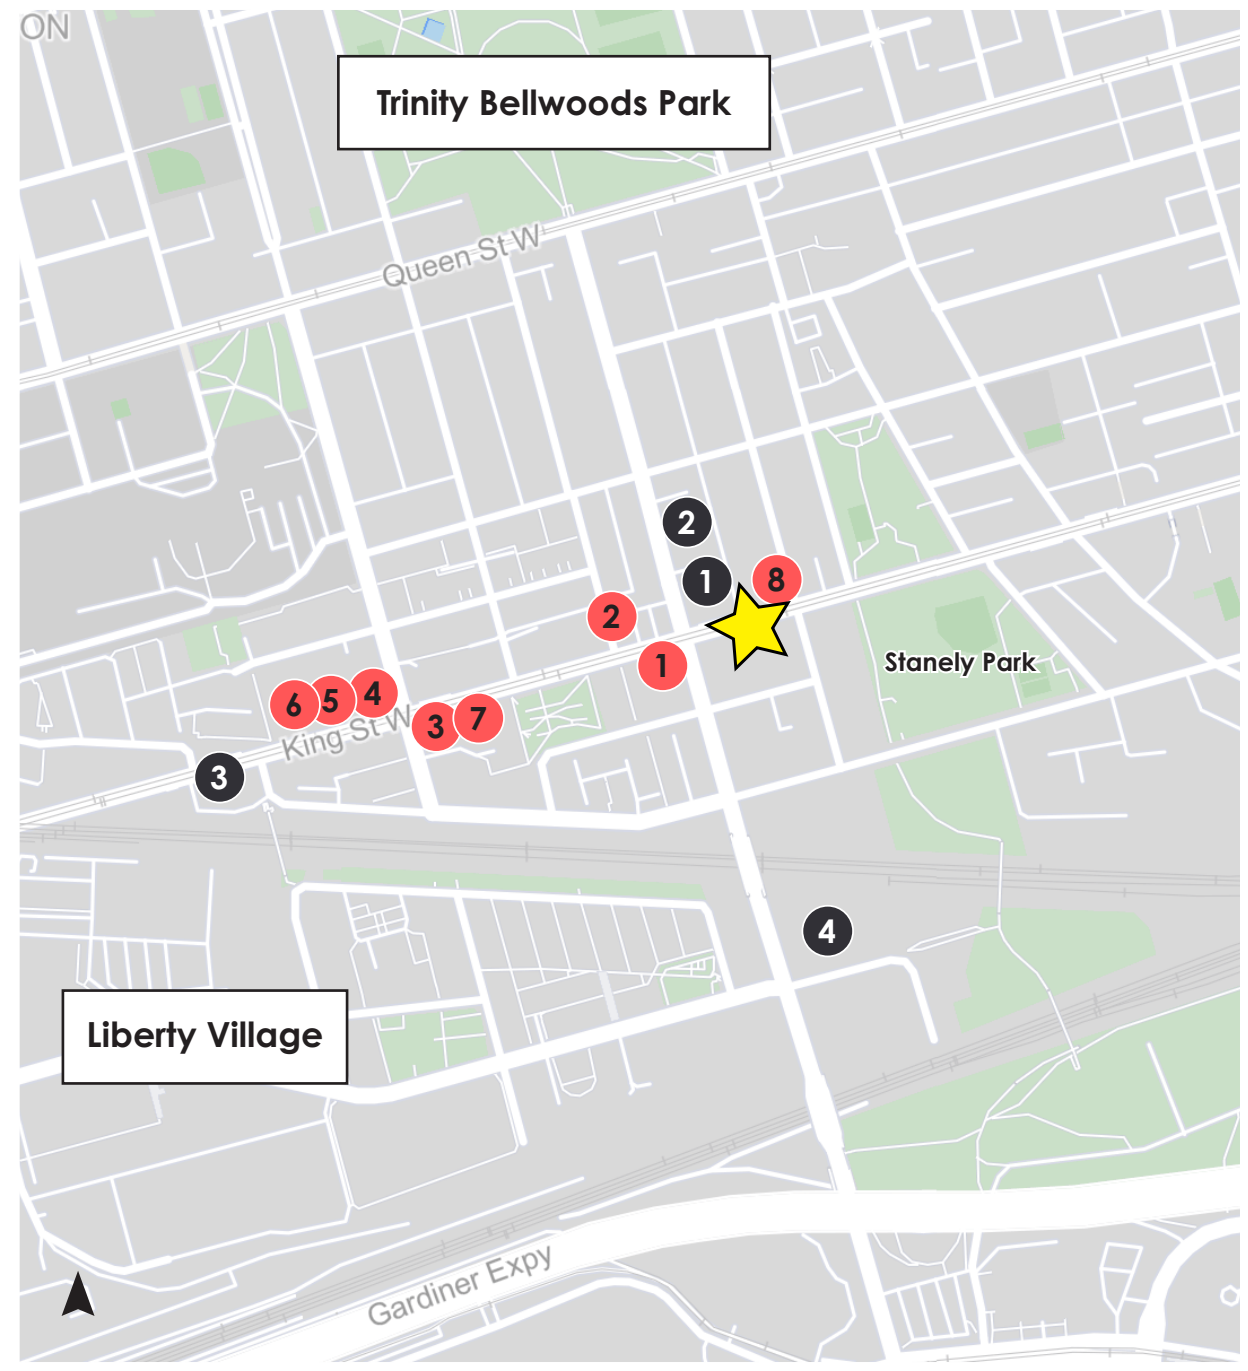 ON
Trinity Bellwoods Park
Queen St W
2
1
8
2
1
Stanely Park
6
5
4
3
7
King St W
3
4
Liberty Village
Gardiner Expy